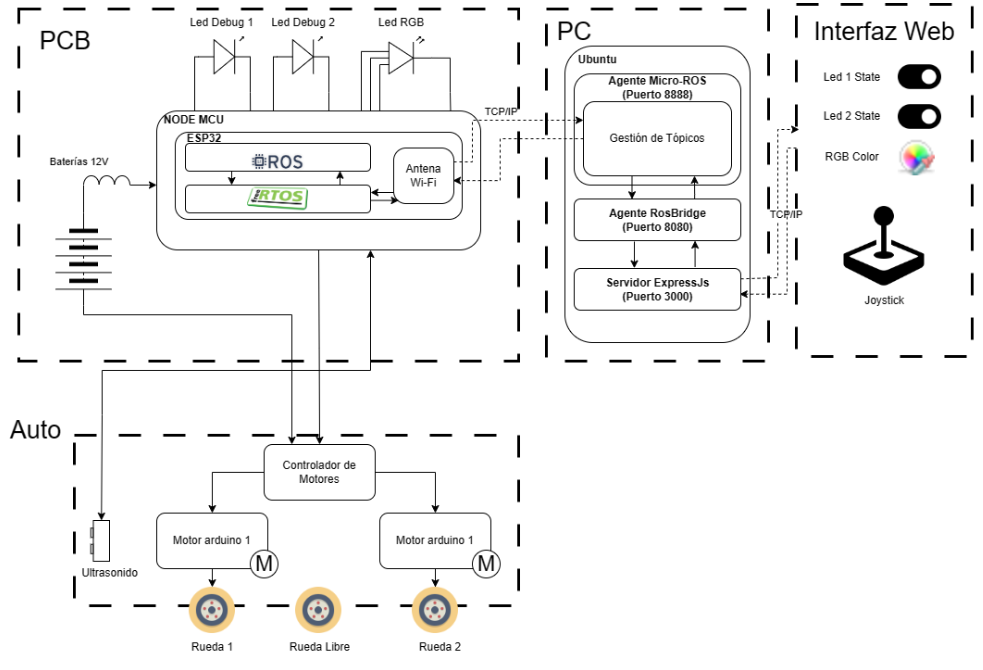 PCB
Led Debug 1
Led Debug 2
Led RGB
NODE MCU
ESP32
ROS
Free
RTOS
Antena
Wi-Fi
Baterías 12V
TCP/IP
PC
Ubuntu
Agente Micro-ROS
(Puerto 8888)
Gestión de Tópicos
Agente RosBridge
(Puerto 8080)
Servidor ExpressJs
(Puerto 3000)
TCP/IP
Interfaz Web
Led 1 State
Led 2 State
RGB Color
Joystick
Auto
Controlador de
Motores
Motor arduino 1
M
Motor arduino 1
M
Ultrasonido
Rueda 1
Rueda Libre
Rueda 2